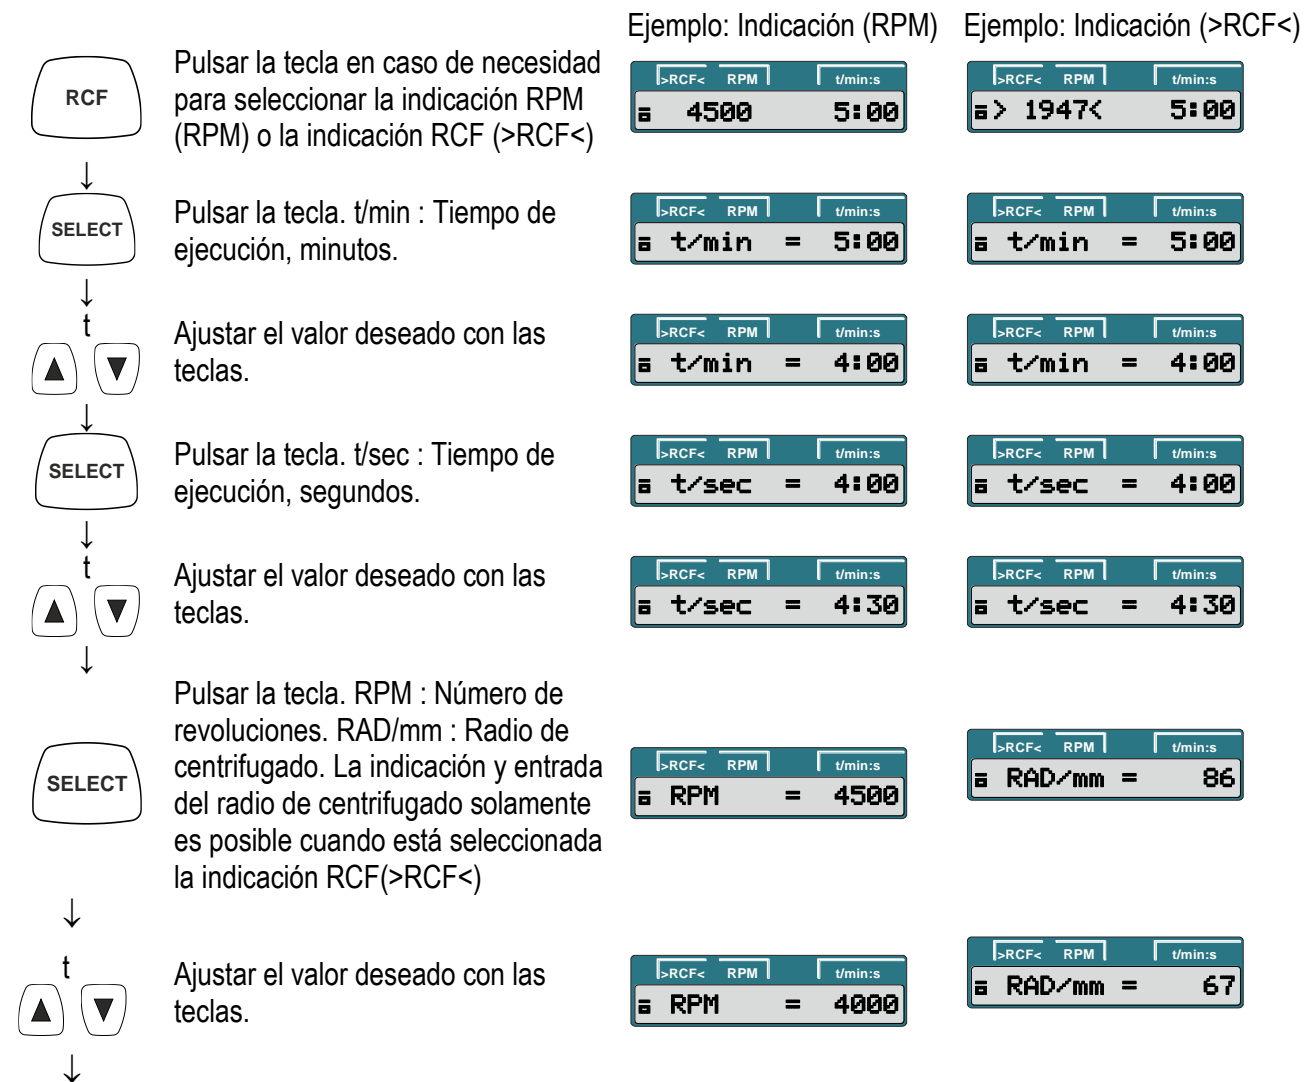 Ejemplo: Indicación (RPM) Ejemplo: Indicación (>RCF<)
RCF
Pulsar la tecla en caso de necesidad
para seleccionar la indicación RPM
(RPM) o la indicación RCF (>RCF<)
>RCF< RPM t/min:s
4500 5:00
>RCF< RPM t/min:s
> 1947< 5:00
↓
SELECT
Pulsar la tecla. t/min : Tiempo de
ejecución, minutos.
>RCF< RPM t/min:s
t/min = 5:00
>RCF< RPM t/min:s
t/min = 5:00
↓
t
▲ ▼
Ajustar el valor deseado con las
teclas.
>RCF< RPM t/min:s
t/min = 4:00
>RCF< RPM t/min:s
t/min = 4:00
↓
SELECT
Pulsar la tecla. t/sec : Tiempo de
ejecución, segundos.
>RCF< RPM t/min:s
t/sec = 4:00
>RCF< RPM t/min:s
t/sec = 4:00
↓
t
▲ ▼
Ajustar el valor deseado con las
teclas.
>RCF< RPM t/min:s
t/sec = 4:30
>RCF< RPM t/min:s
t/sec = 4:30
↓
SELECT
Pulsar la tecla. RPM : Número de
revoluciones. RAD/mm : Radio de
centrifugado. La indicación y entrada
del radio de centrifugado solamente
es posible cuando está seleccionada
la indicación RCF(>RCF<)
>RCF< RPM t/min:s
RPM = 4500
>RCF< RPM t/min:s
RAD/mm = 86
↓
t
▲ ▼
Ajustar el valor deseado con las
teclas.
>RCF< RPM t/min:s
RPM = 4000
>RCF< RPM t/min:s
RAD/mm = 67
↓